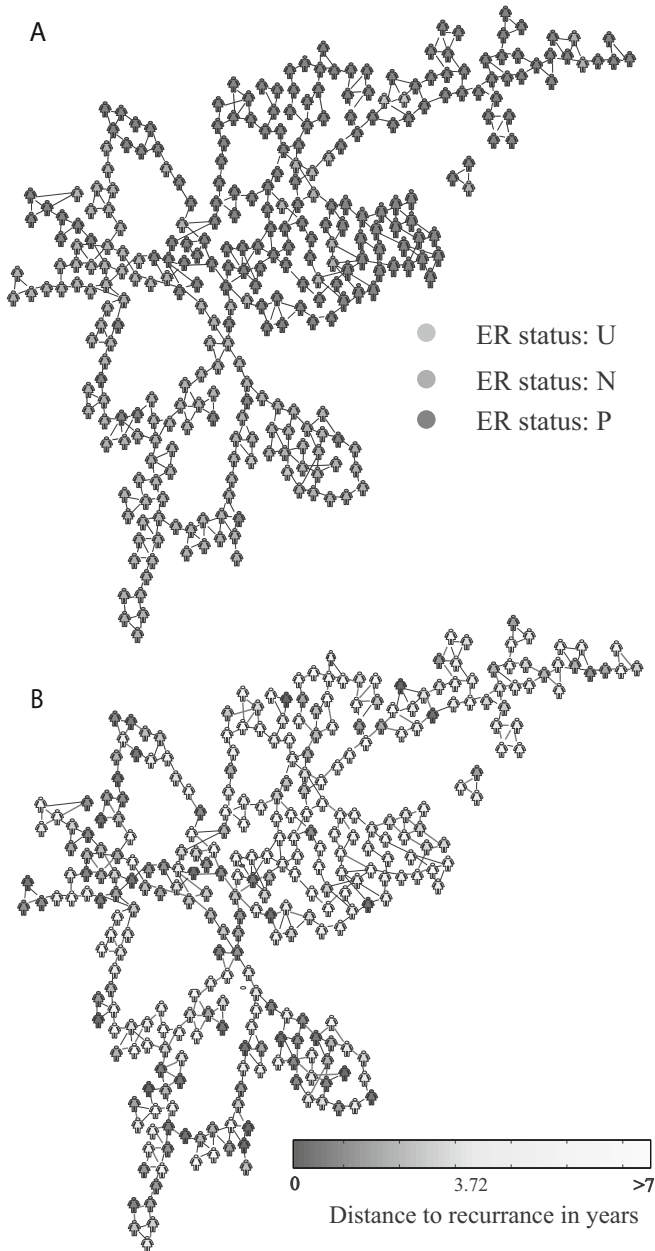 A
ER status: U
ER status: N
ER status: P
B
0 3.72 >7
Distance to recurrance in years